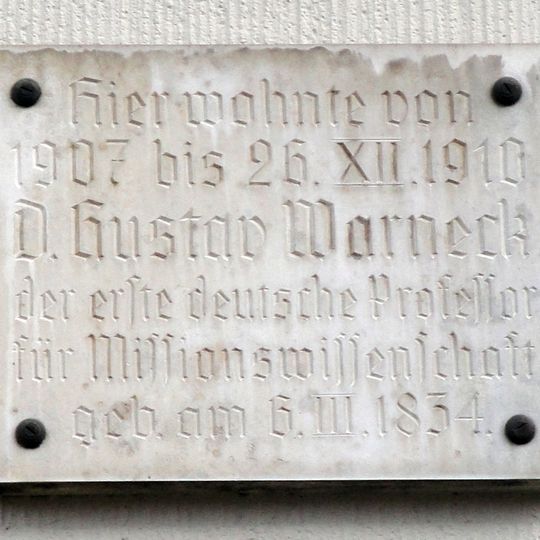 Hier wohnte von
1907 bis 26. XII. 1910
D. Gustav Warneck
der erſte deutsche Profeſſor
für Miſſionswiſſenſchaft
geb. am 6. III. 1834.